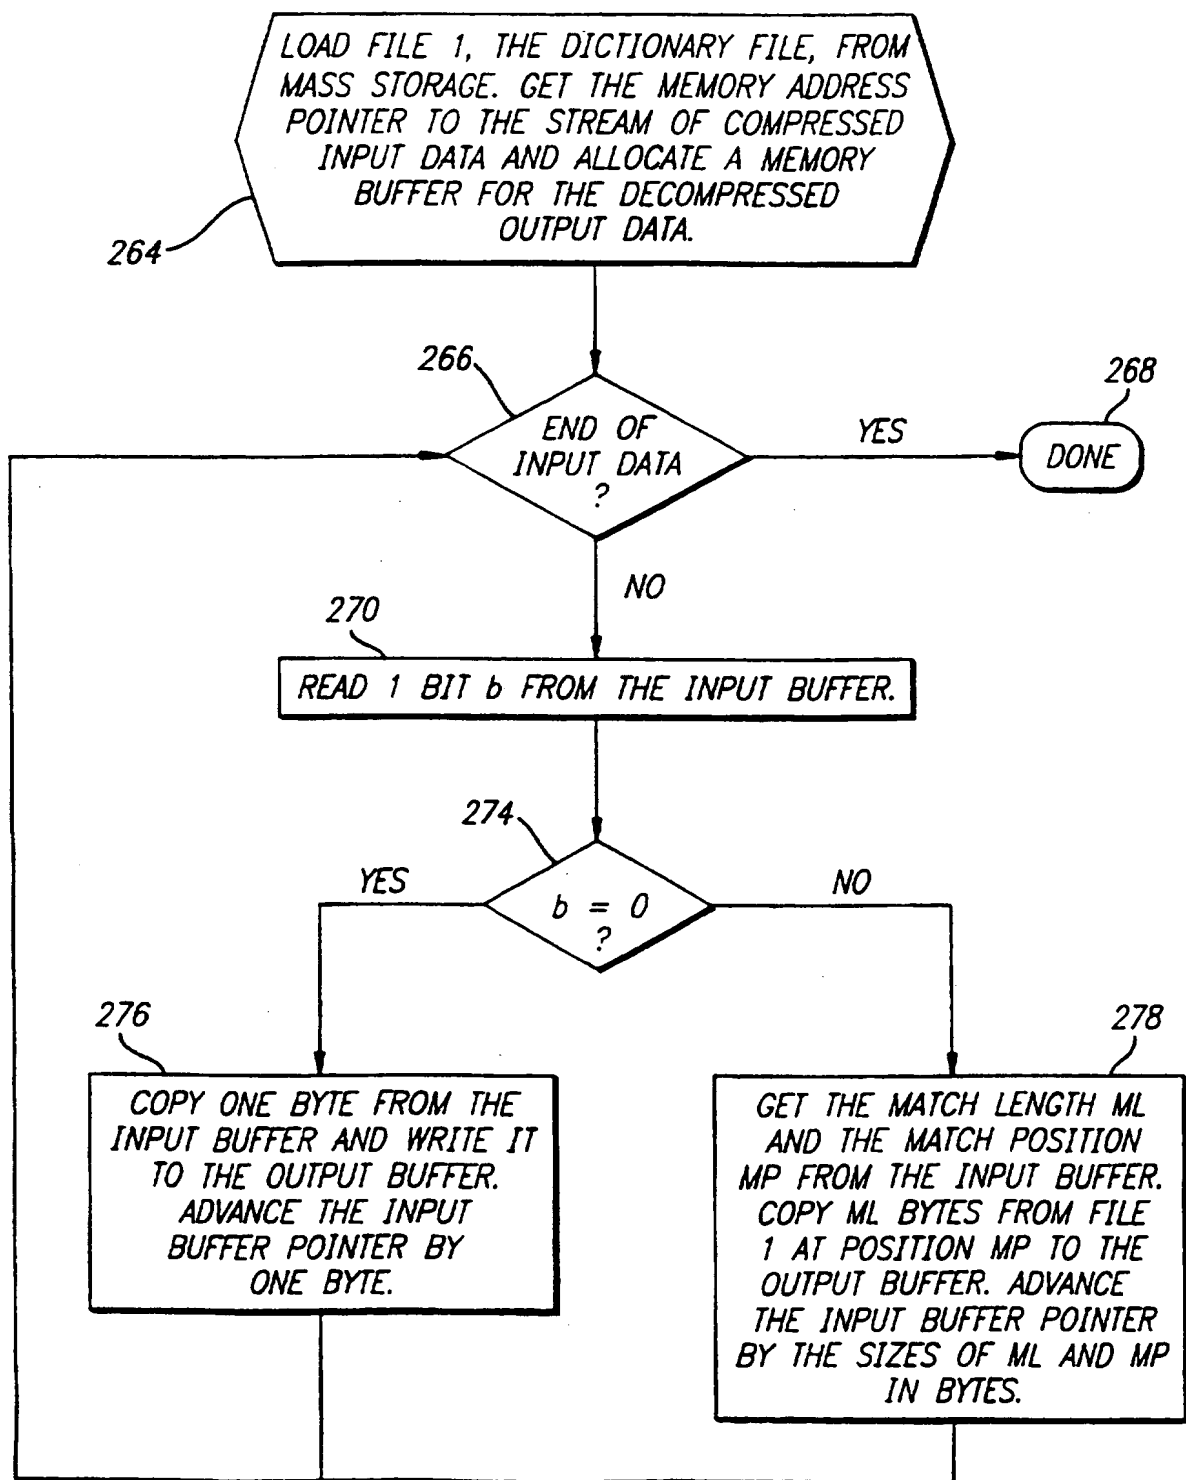 LOAD FILE 1, THE DICTIONARY FILE, FROM
MASS STORAGE. GET THE MEMORY ADDRESS
POINTER TO THE STREAM OF COMPRESSED
INPUT DATA AND ALLOCATE A MEMORY
BUFFER FOR THE DECOMPRESSED
OUTPUT DATA.
264
266
END OF
INPUT DATA
?
YES
268
DONE
NO
270
READ 1 BIT b FROM THE INPUT BUFFER.
274
YES
b = 0
?
NO
276
COPY ONE BYTE FROM THE
INPUT BUFFER AND WRITE IT
TO THE OUTPUT BUFFER.
ADVANCE THE INPUT
BUFFER POINTER BY
ONE BYTE.
278
GET THE MATCH LENGTH ML
AND THE MATCH POSITION
MP FROM THE INPUT BUFFER.
COPY ML BYTES FROM FILE
1 AT POSITION MP TO THE
OUTPUT BUFFER. ADVANCE
THE INPUT BUFFER POINTER
BY THE SIZES OF ML AND MP
IN BYTES.